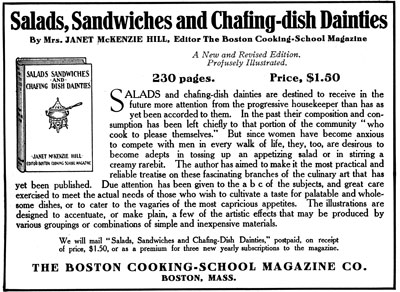 Salads, Sandwiches and Chafing-dish Dainties
By Mrs. JANET McKENZIE HILL, Editor The Boston Cooking-School Magazine
A New and Revised Edition.
Profusely Illustrated.
230 pages. Price, $1.50
SALADS SANDWICHES
AND
CHAFING DISH DAINTIES
JANET McKENZIE HILL
EDITOR BOSTON COOKING SCHOOL MAGAZINE
SALADS and chafing-dish dainties are destined to receive in the
future more attention from the progressive housekeeper than has as
yet been accorded to them. In the past their composition and con-
sumption has been left chiefly to that portion of the community "who
cook to please themselves." But since women have become anxious
to compete with men in every walk of life, they, too, are desirous to
become adepts in tossing up an appetizing salad or in stirring a
creamy rarebit. The author has aimed to make it the most practical and
reliable treatise on these fascinating branches of the culinary art that has
yet been published. Due attention has been given to the a b c of the subjects, and great care
exercised to meet the actual needs of those who wish to cultivate a taste for palatable and whole-
some dishes, or to cater to the vagaries of the most capricious appetites. The illustrations are
designed to accentuate, or make plain, a few of the artistic effects that may be produced by
various groupings or combinations of simple and inexpensive materials.
We will mail "Salads, Sandwiches and Chafing-Dish Dainties," postpaid, on receipt
of price, $1.50, or as a premium for three new yearly subscriptions to the magazine.
THE BOSTON COOKING-SCHOOL MAGAZINE CO.
BOSTON, MASS.